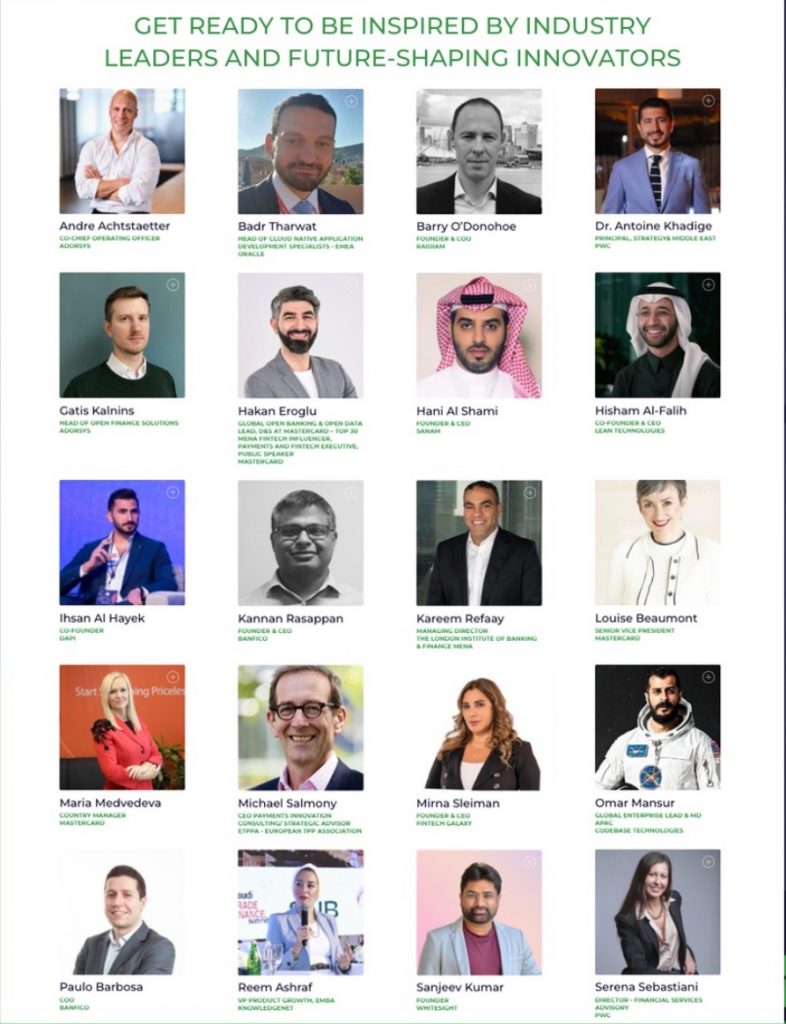 GET READY TO BE INSPIRED BY INDUSTRY
LEADERS AND FUTURE-SHAPING INNOVATORS
Andre Achtstaetter
CO-CHIEF OPERATING OFFICER
ADORSYS
Badr Tharwat
HEAD OF CLOUD NATIVE APPLICATION
DEVELOPMENT SPECIALISTS - EMEA
ORACLE
Barry O'Donohoe
FOUNDER & COO
RAIDIAM
Dr. Antoine Khadige
PRINCIPAL, STRATEGY& MIDDLE EAST
PWC
Gatis Kalnins
HEAD OF OPEN FINANCE SOLUTIONS
ADORSYS
Hakan Eroglu
GLOBAL OPEN BANKING & OPEN DATA
LEAD, D&S AT MASTERCARD – TOP 30
MENA FINTECH INFLUENCER,
PAYMENTS AND FINTECH EXECUTIVE,
PUBLIC SPEAKER
MASTERCARD
Hani Al Shami
FOUNDER & CEO
SANAM
Hisham Al-Falih
CO-FOUNDER & CEO
LEAN TECHNOLOGIES
Ihsan Al Hayek
CO-FOUNDER
DAPI
Kannan Rasappan
FOUNDER & CEO
BANFICO
Kareem Refaay
MANAGING DIRECTOR
THE LONDON INSTITUTE OF BANKING
& FINANCE MENA
Louise Beaumont
SENIOR VICE PRESIDENT
MASTERCARD
Start S ing Priceles
Maria Medvedeva
COUNTRY MANAGER
MASTERCARD
Michael Salmony
CEO PAYMENTS INNOVATION
CONSULTING/ STRATEGIC ADVISOR
ETPPA - EUROPEAN TPP ASSOCIATION
Mirna Sleiman
FOUNDER & CEO
FINTECH GALAXY
Omar Mansur
GLOBAL ENTERPRISE LEAD & MD
APAC
CODEBASE TECHNOLOGIES
Paulo Barbosa
COO
BANFICO
audi
RADE
NANCE
SUMMIT
Reem Ashraf
VP PRODUCT GROWTH, EMBA
KNOWLEDGENET
Sanjeev Kumar
FOUNDER
WHITESIGHT
Serena Sebastiani
DIRECTOR - FINANCIAL SERVICES
ADVISORY
PWC